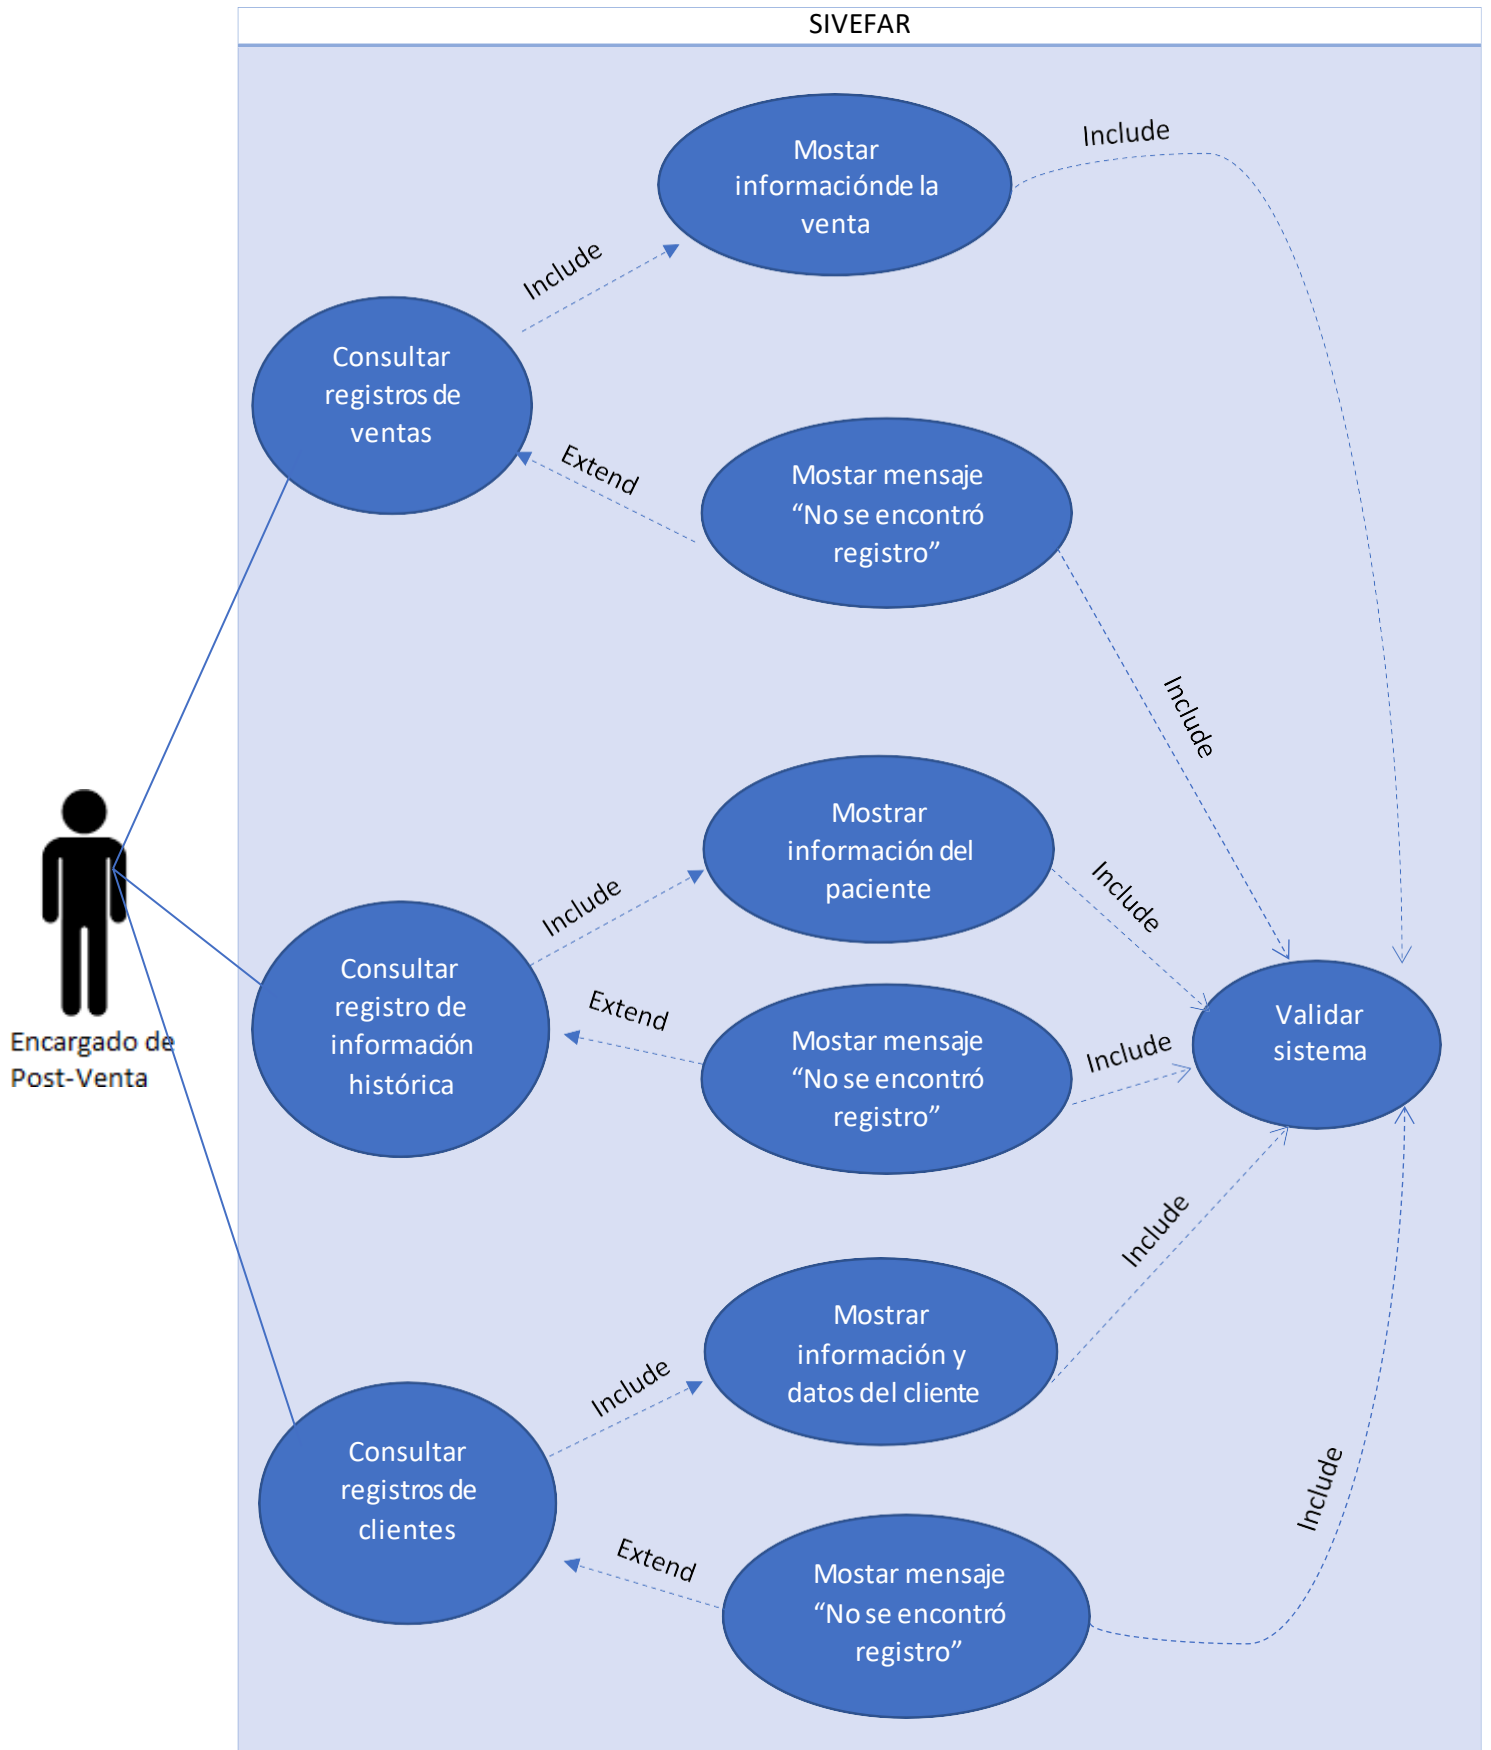 SIVEFAR
Mostar
informaciónde la
venta
Include
Include
Consultar
registros de
ventas
Extend
Mostar mensaje
“No se encontró
registro”
Include
Mostrar
información del
paciente
Include
Include
Consultar
registro de
información
histórica
Extend
Mostar mensaje
“No se encontró
registro”
Include
Validar
sistema
Encargado de
Post-Venta
Include
Mostrar
información y
datos del cliente
Include
Consultar
registros de
clientes
Include
Extend
Mostar mensaje
“No se encontró
registro”